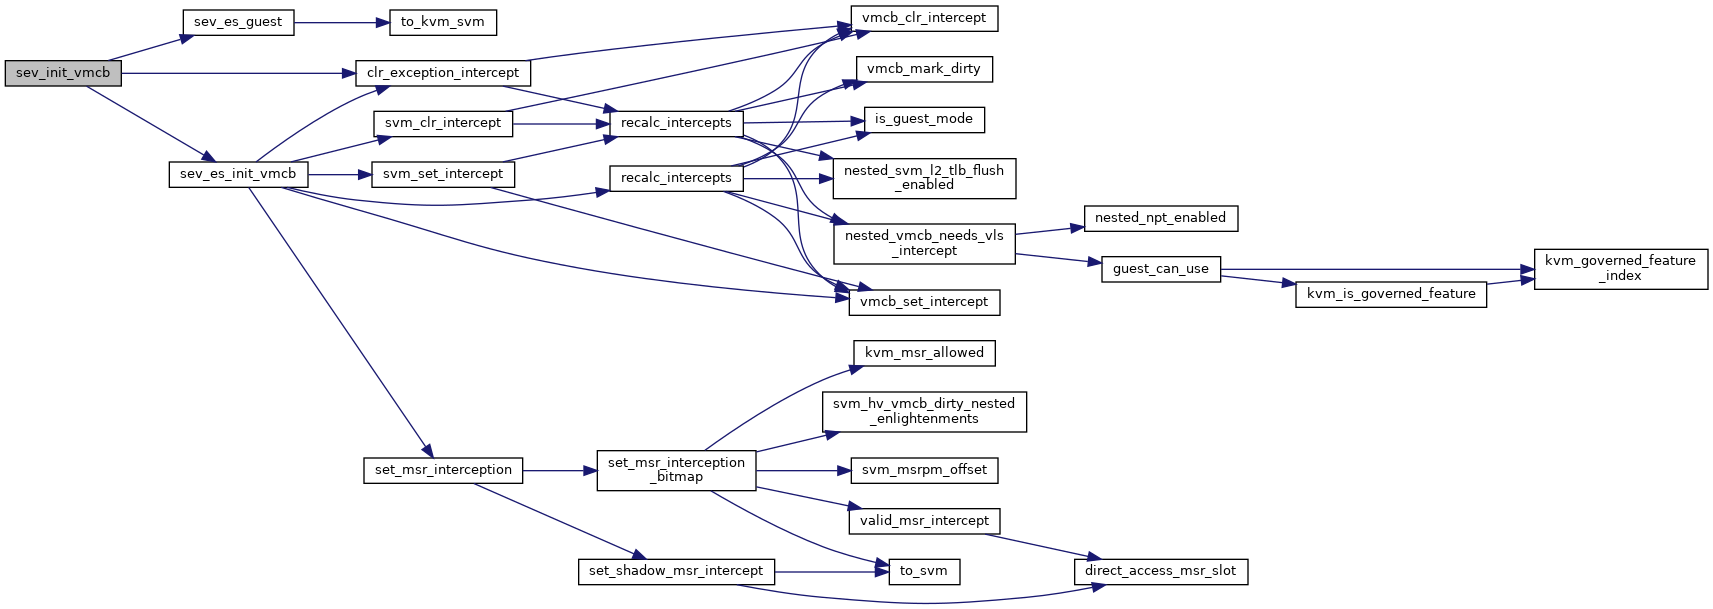 sev_init_vmcb
sev_es_guest
to_kvm_svm
clr_exception_intercept
svm_clr_intercept
sev_es_init_vmcb
svm_set_intercept
recalc_intercepts
recalc_intercepts
vmcb_clr_intercept
vmcb_mark_dirty
is_guest_mode
nested_svm_l2_tlb_flush
_enabled
nested_vmcb_needs_vls
_intercept
vmcb_set_intercept
nested_npt_enabled
guest_can_use
kvm_is_governed_feature
kvm_governed_feature
_index
set_msr_interception
set_msr_interception
_bitmap
set_shadow_msr_intercept
kvm_msr_allowed
svm_hv_vmcb_dirty_nested
_enlightenments
svm_msrpm_offset
valid_msr_intercept
to_svm
direct_access_msr_slot